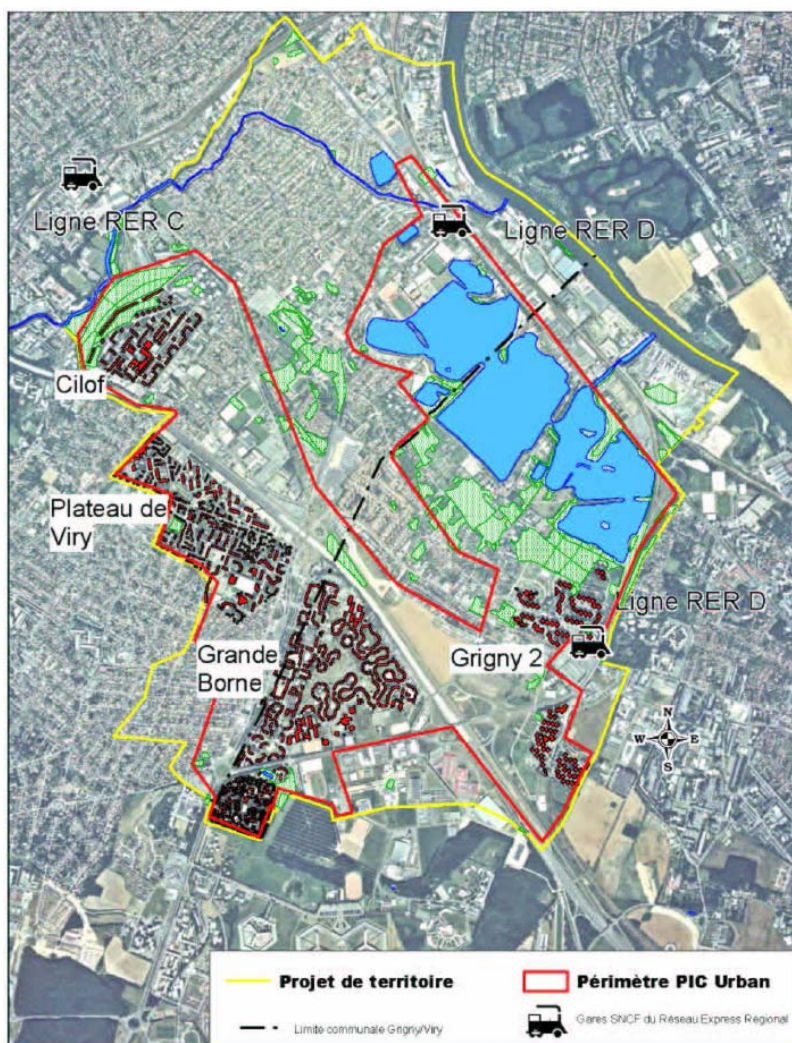 Ligne RER C
Ligne RER D
Cilof
Plateau de
Viry
Ligne RER D
Grande
Borne
Grigny 2
N
W E
S
Projet de territoire
Périmètre PIC Urban
Limite communale Grigny/Viry
Gares SNCF du Réseau Express Regional